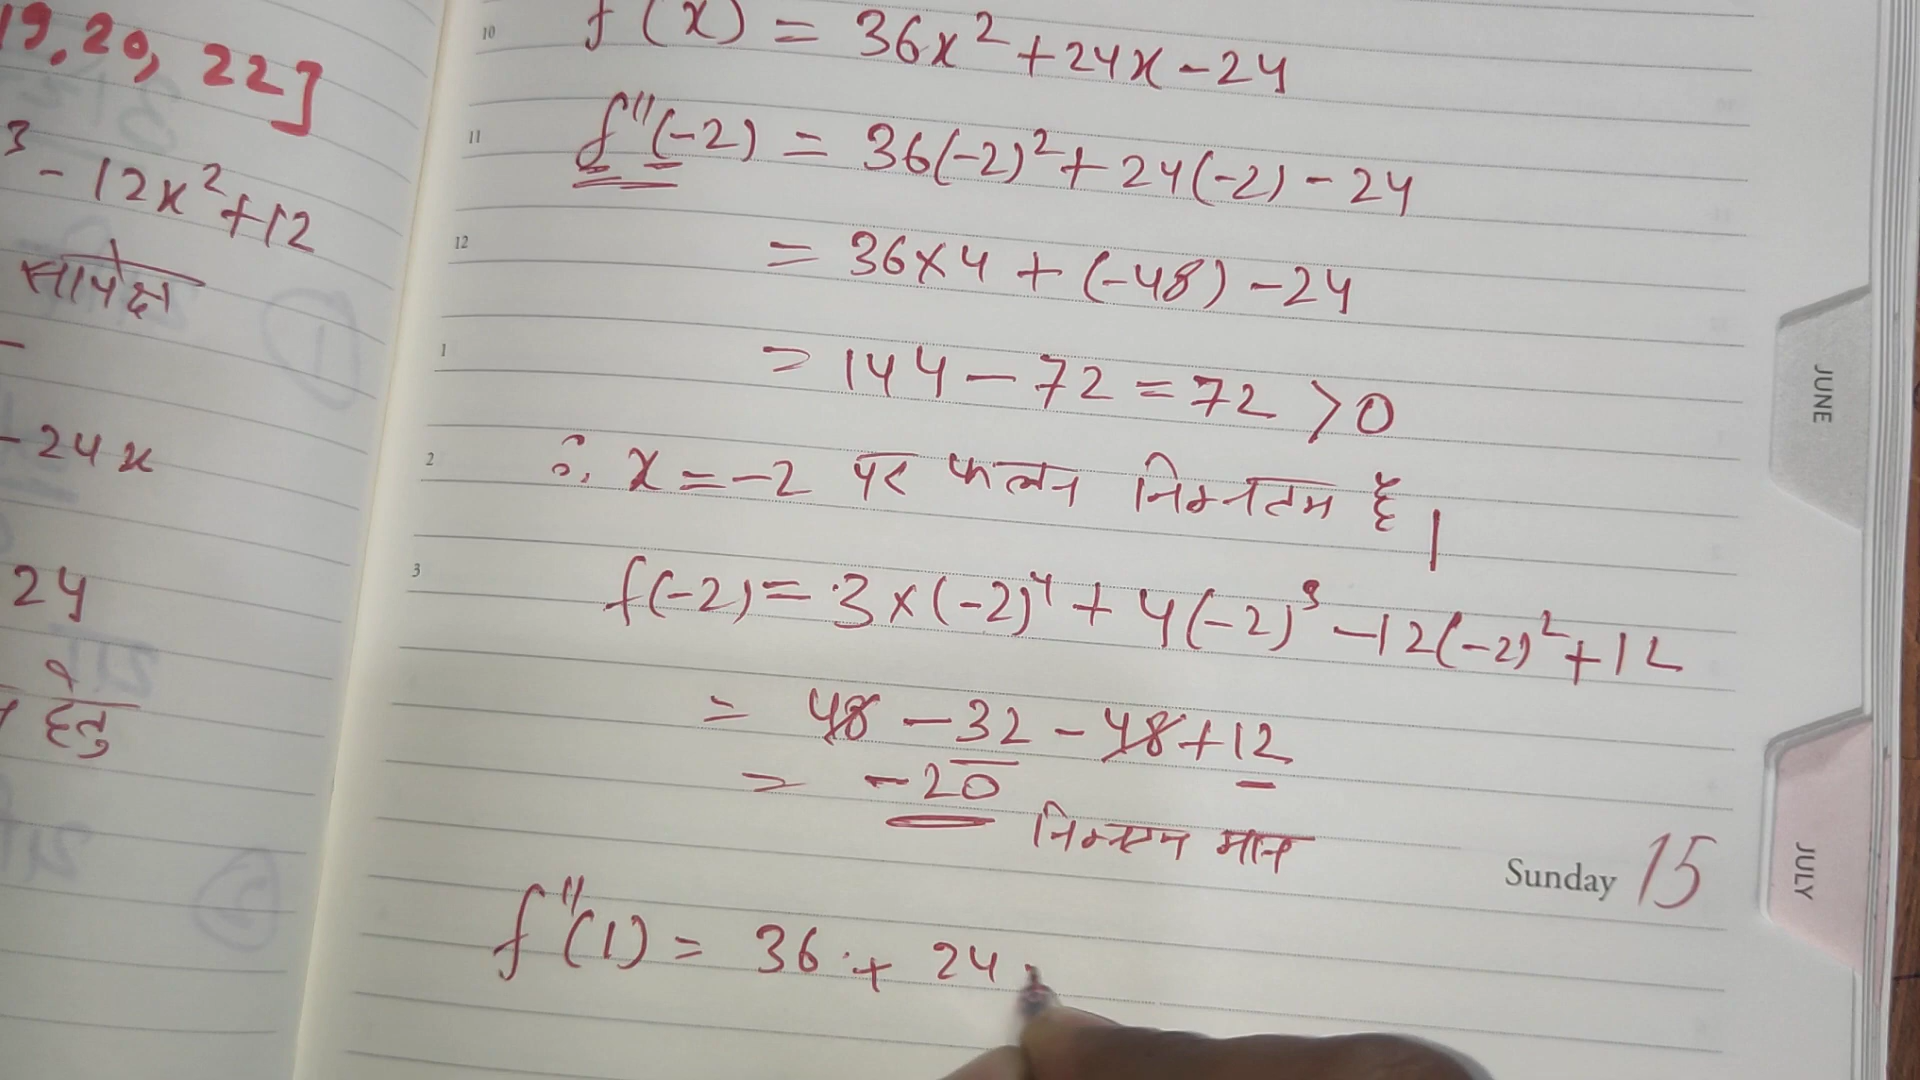 19, 20, 22]
3 - 12x² + 12
सापेक्ष
- 24x
24
हेतु
10
f (x) = 36x² + 24x - 24
11
f''(-2) = 36(-2)² + 24(-2) - 24
12
= 36×4 + (-48) - 24
1
= 144 - 72 = 72 > 0
2
∴ x = -2 पर फलन निम्नतम है।
3
f(-2) = 3×(-2)⁴ + 4(-2)³ - 12(-2)² + 12
= 48 - 32 - 48 + 12
= -20
निम्नतम मान
Sunday 15
f''(1) = 36 + 24
JUNE
JULY